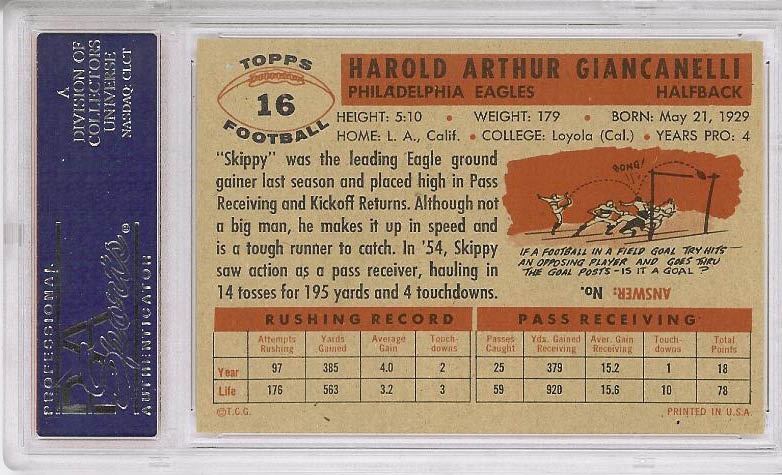 A
DIVISION OF
COLLECTORS
UNIVERSE
NASDAQ: CLCT
PROFESSIONAL
PSA
Sports®
AUTHENTICATOR
TOPPS
16
FOOTBALL
HAROLD ARTHUR GIANCANELLI
PHILADELPHIA EAGLES HALFBACK
HEIGHT: 5:10 • WEIGHT: 179 • BORN: May 21, 1929
HOME: L. A., Calif. • COLLEGE: Loyola (Cal.) • YEARS PRO: 4
"Skippy" was the leading Eagle ground
gainer last season and placed high in Pass
Receiving and Kickoff Returns. Although not
a big man, he makes it up in speed and
is a tough runner to catch. In '54, Skippy
saw action as a pass receiver, hauling in
14 tosses for 195 yards and 4 touchdowns.
BONG!
IF A FOOTBALL IN A FIELD GOAL TRY HITS
AN OPPOSING PLAYER AND GOES THRU
THE GOAL POSTS-IS IT A GOAL?
ANSWER: No.
RUSHING RECORD PASS RECEIVING
Attempts Yards Average Touch- Passes Yds. Gained Aver. Gain Touch- Total
Rushing Gained Gain downs Caught Receiving Receiving downs Points
Year 97 385 4.0 2 25 379 15.2 1 18
Life 176 563 3.2 3 59 920 15.6 10 78
©T.C.G. PRINTED IN U.S.A.